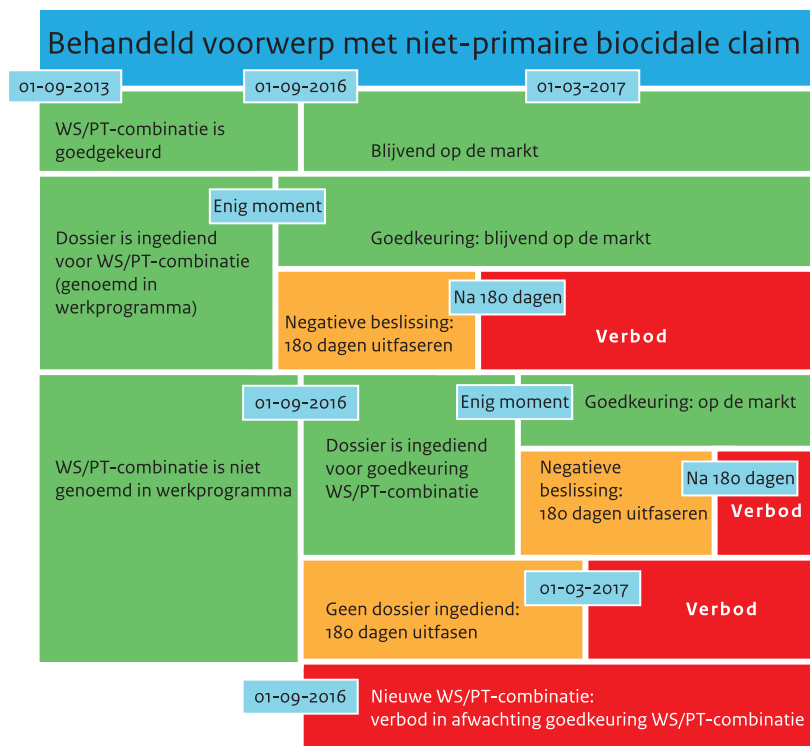 Behandeld voorwerp met niet-primaire biocidale claim
01-09-2013
01-09-2016
01-03-2017
WS/PT-combinatie is
goedgekeurd
Blijvend op de markt
Enig moment
Dossier is ingediend
voor WS/PT-combinatie
(genoemd in
werkprogramma)
Goedkeuring: blijvend op de markt
Negatieve beslissing:
180 dagen uitfaseren
Na 180 dagen
Verbod
WS/PT-combinatie is niet
genoemd in werkprogramma
01-09-2016
Dossier is ingediend
voor goedkeuring
WS/PT-combinatie
Enig moment
Goedkeuring: op de markt
Negatieve
beslissing:
180 dagen uitfaseren
Na 180 dagen
Verbod
Geen dossier ingediend:
180 dagen uitfasen
01-03-2017
Verbod
01-09-2016
Nieuwe WS/PT-combinatie:
verbod in afwachting goedkeuring WS/PT-combinatie